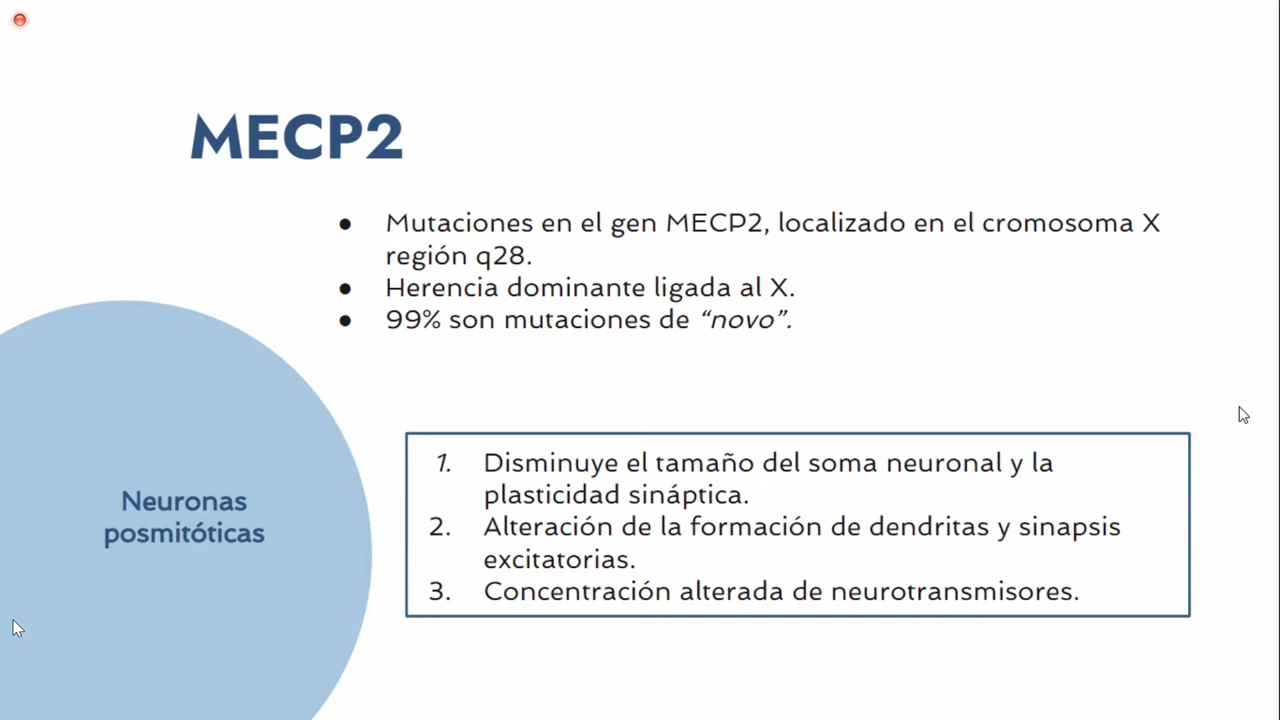 MECP2
● Mutaciones en el gen MECP2, localizado en el cromosoma X
región q28.
● Herencia dominante ligada al X.
● 99% son mutaciones de “novo”.
Neuronas
posmitóticas
1. Disminuye el tamaño del soma neuronal y la
plasticidad sináptica.
2. Alteración de la formación de dendritas y sinapsis
excitatorias.
3. Concentración alterada de neurotransmisores.